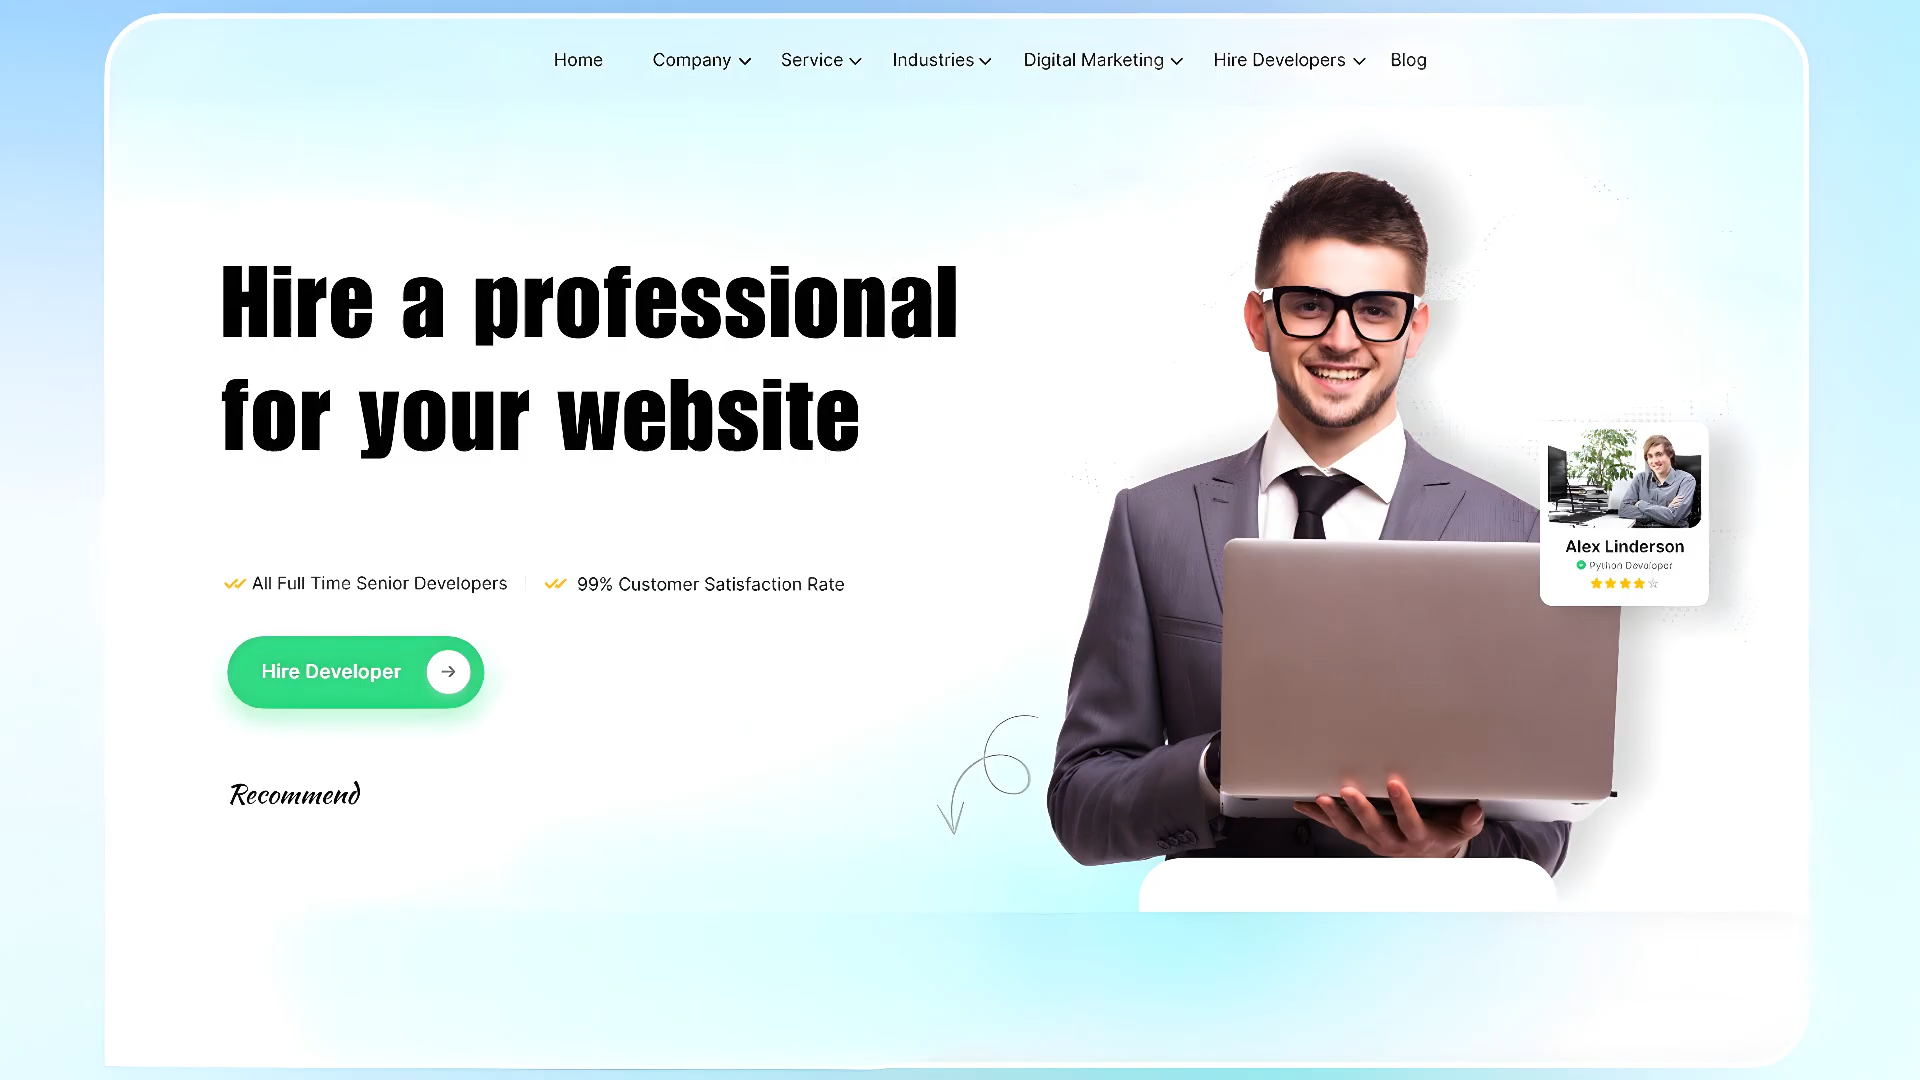 Home Company Service Industries Digital Marketing Hire Developers Blog
Hire a professional
for your website
All Full Time Senior Developers 99% Customer Satisfaction Rate
Hire Developer
Recommend
Alex Linderson
Python Developer